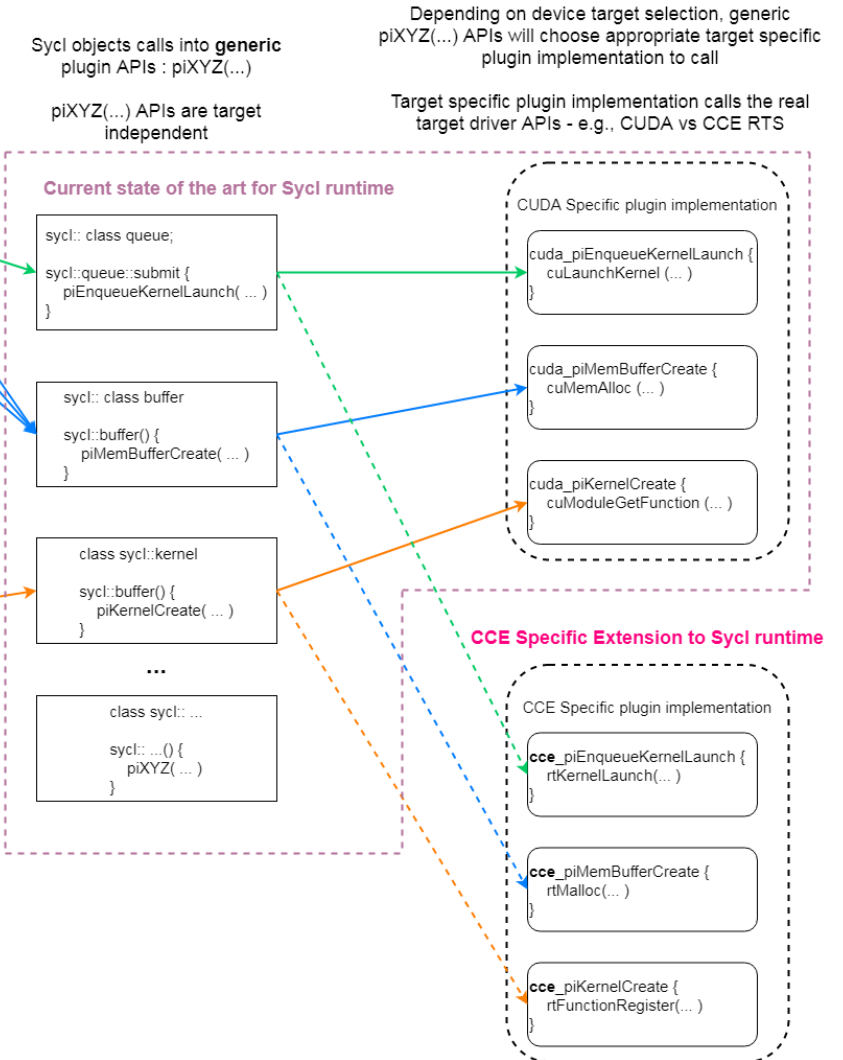 Sycl objects calls into generic
plugin APIs : piXYZ(...)
piXYZ(...) APIs are target
independent
Depending on device target selection, generic
piXYZ(...) APIs will choose appropriate target specific
plugin implementation to call
Target specific plugin implementation calls the real
target driver APIs - e.g., CUDA vs CCE RTS
Current state of the art for Sycl runtime
sycl:: class queue;
sycl::queue::submit {
piEnqueueKernelLaunch( ... )
}
sycl:: class buffer
sycl::buffer() {
piMemBufferCreate( ... )
}
class sycl::kernel
sycl::buffer() {
piKernelCreate( ... )
}
...
class sycl:: ...
sycl:: ...() {
piXYZ( ... )
}
CUDA Specific plugin implementation
cuda_piEnqueueKernelLaunch {
cuLaunchKernel (... )
}
cuda_piMemBufferCreate {
cuMemAlloc (... )
}
cuda_piKernelCreate {
cuModuleGetFunction (... )
}
CCE Specific Extension to Sycl runtime
CCE Specific plugin implementation
cce_piEnqueueKernelLaunch {
rtKernelLaunch(... )
}
cce_piMemBufferCreate {
rtMalloc(... )
}
cce_piKernelCreate {
rtFunctionRegister(... )
}